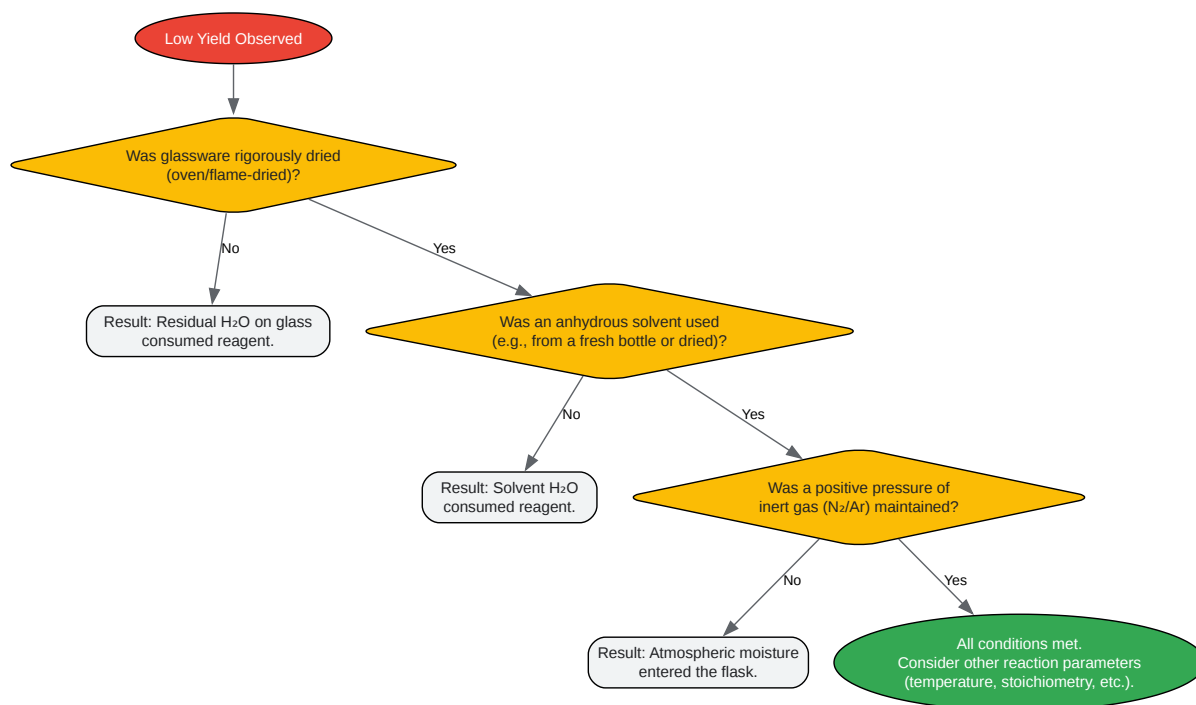 Low Yield Observed
Was glassware rigorously dried
(oven/flame-dried)?
No
Yes
Result: Residual H₂O on glass
consumed reagent.
Was an anhydrous solvent used
(e.g., from a fresh bottle or dried)?
No
Yes
Result: Solvent H₂O
consumed reagent.
Was a positive pressure of
inert gas (N₂/Ar) maintained?
No
Yes
Result: Atmospheric moisture
entered the flask.
All conditions met.
Consider other reaction parameters
(temperature, stoichiometry, etc.).